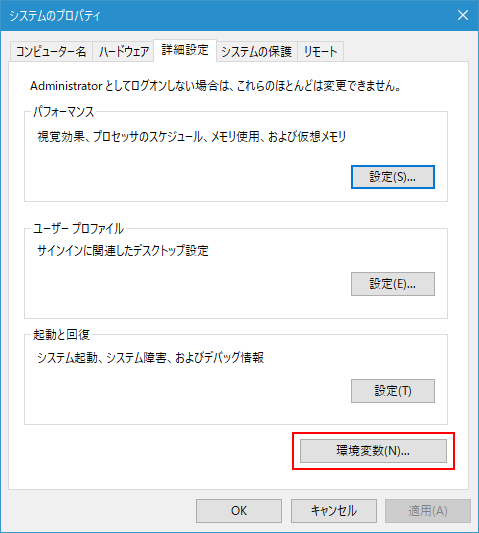 システムのプロパティ
コンピューター名 ハードウェア 詳細設定 システムの保護 リモート
Administrator としてログオンしない場合は、これらのほとんどは変更できません。
パフォーマンス
視覚効果、プロセッサのスケジュール、メモリ使用、および仮想メモリ
設定(S)...
ユーザー プロファイル
サインインに関連したデスクトップ設定
設定(E)...
起動と回復
システム起動、システム障害、およびデバッグ情報
設定(T)
環境変数(N)...
OK キャンセル 適用(A)